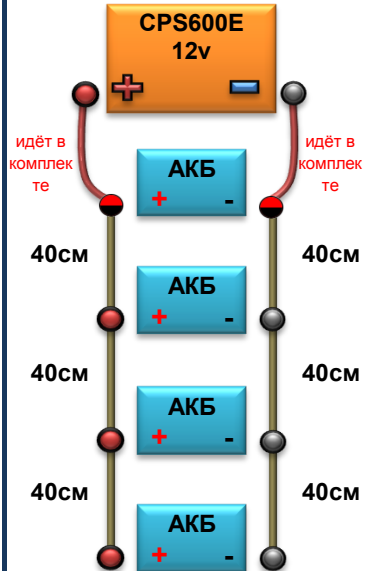 CPS600E
12v
идёт в
комплек
те
идёт в
комплек
те
АКБ
+ -
40см
40см
АКБ
+ -
40см
40см
АКБ
+ -
40см
40см
АКБ
+ -